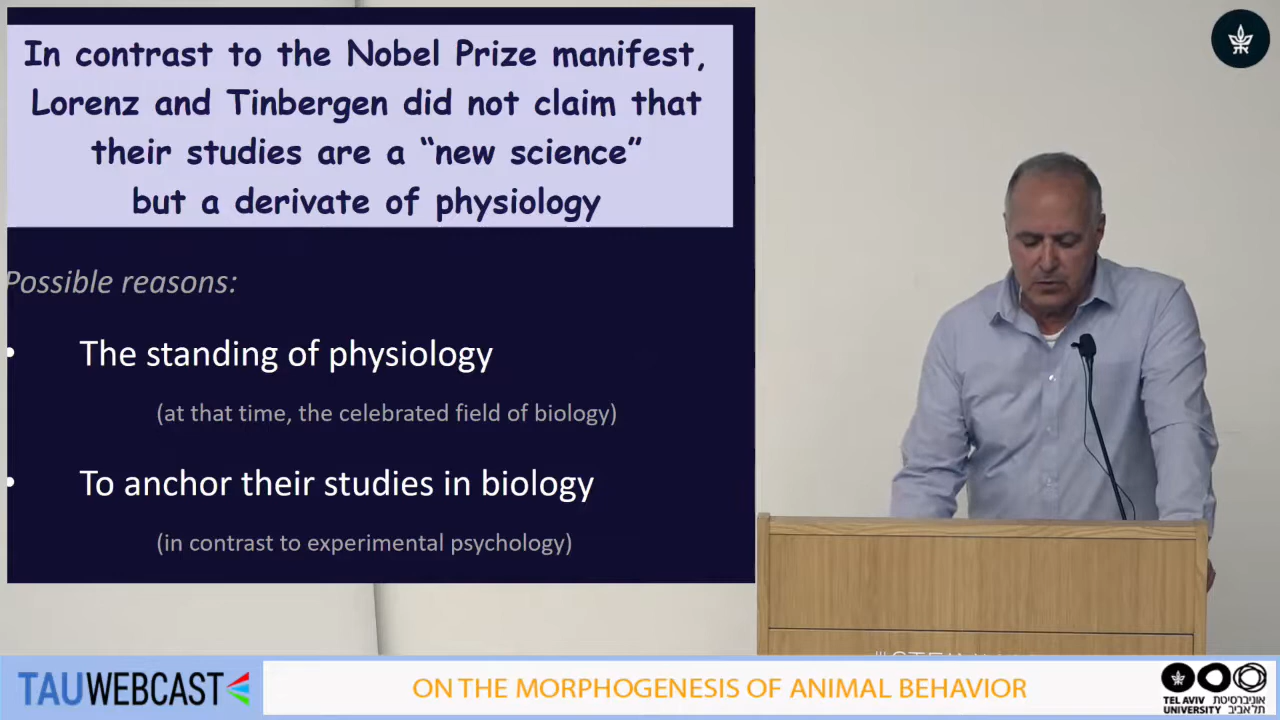 In contrast to the Nobel Prize manifest,
Lorenz and Tinbergen did not claim that
their studies are a “new science”
but a derivate of physiology
Possible reasons:
• The standing of physiology
(at that time, the celebrated field of biology)
• To anchor their studies in biology
(in contrast to experimental psychology)
TAUWEBCAST
ON THE MORPHOGENESIS OF ANIMAL BEHAVIOR
TEL AVIV אוניברסיטת
UNIVERSITY תל אביב